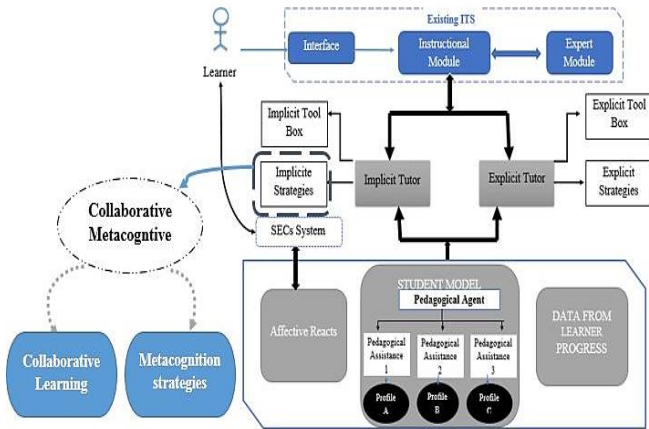 Existing ITS
Learner
Interface
Instructional
Module
Expert
Module
Implicit Tool
Box
Explicit Tool
Box
Implicite
Strategies
Implicit Tutor
Explicit Tutor
Explicit
Strategies
Collaborative
Metacogntive
SECs System
Collaborative
Learning
Metacognition
strategies
Affective Reacts
STUDENT MODEL
Pedagogical Agent
Pedagogical
Assistance
1
Pedagogical
Assistance
2
Pedagogical
Assistance
3
Profile
A
Profile
B
Profile
C
DATA FROM
LEARNER
PROGRESS